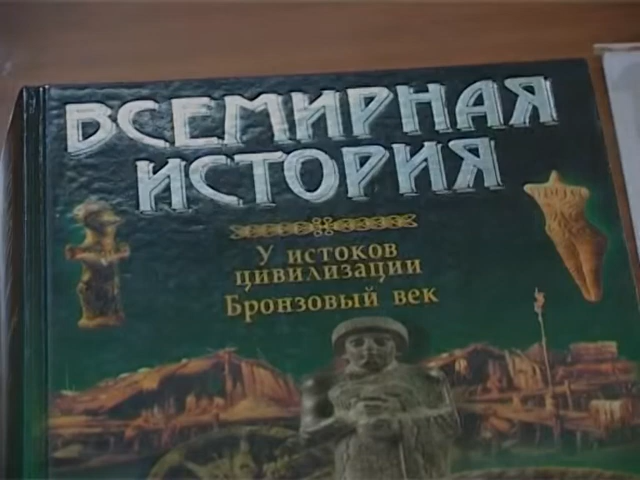 ВСЕМИРНАЯ
ИСТОРИЯ
У истоков
цивилизации
Бронзовый век